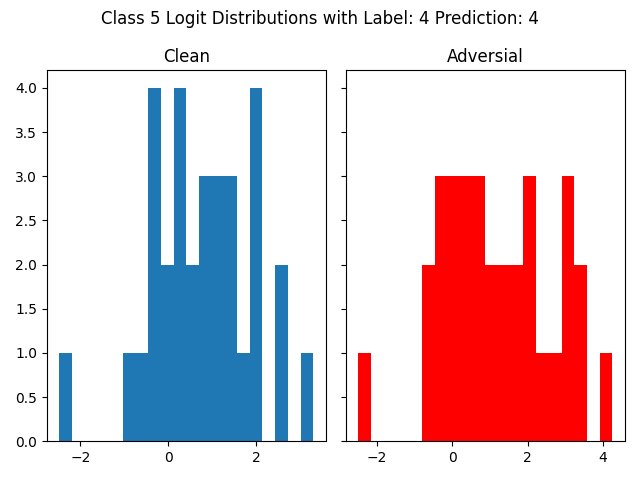 Class 5 Logit Distributions with Label: 4 Prediction: 4
Clean
Adversial
4.0
3.5
3.0
2.5
2.0
1.5
1.0
0.5
0.0
−2 0 2
−2 0 2 4